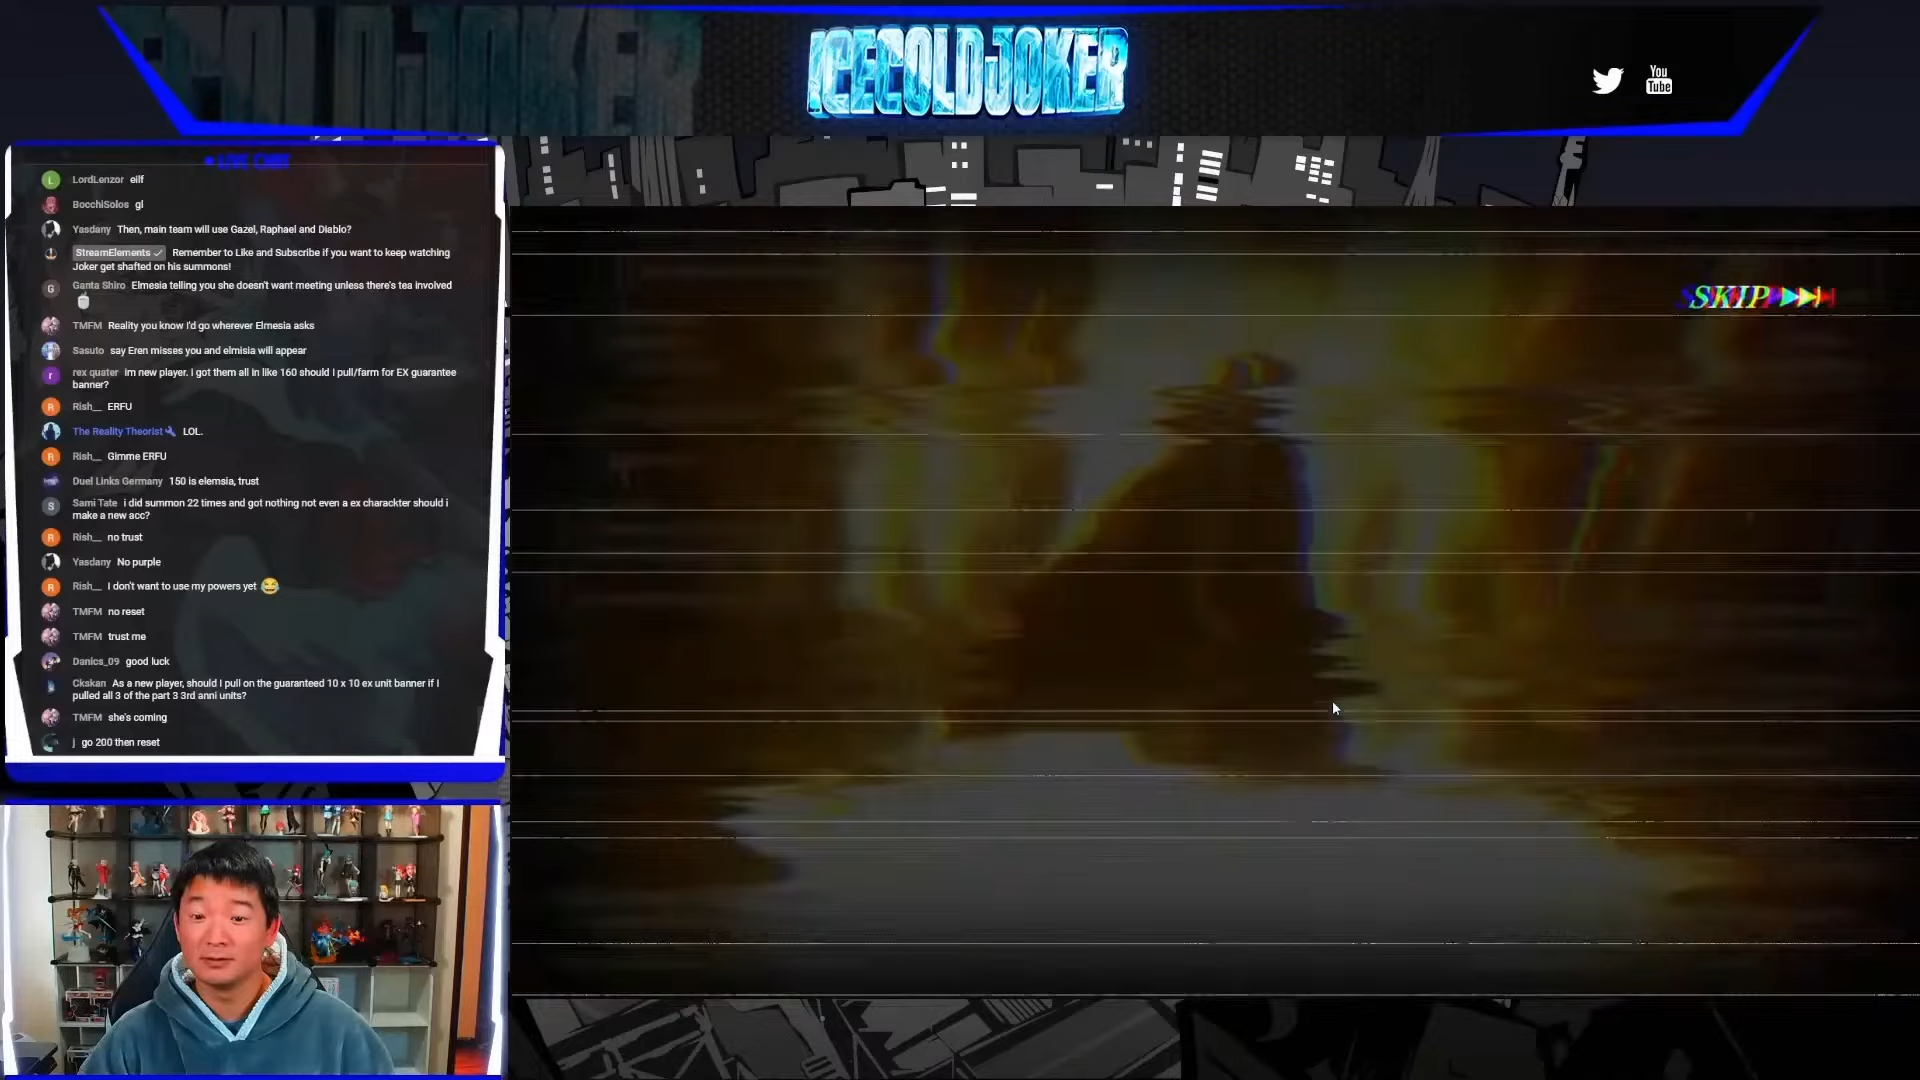 ICECOLDJOKER
You
Tube
LIVE CHAT
L LordLenzor eilf
BocchiSolos gl
Yasdany Then, main team will use Gazel, Raphael and Diablo?
StreamElements Remember to Like and Subscribe if you want to keep watching
Joker get shafted on his summons!
G Ganta Shiro Elmesia telling you she doesn't want meeting unless there's tea involved
TMFM Reality you know I'd go wherever Elmesia asks
Sasuto say Eren misses you and elmisia will appear
r rex quater im new player. i got them all in like 160 should I pull/farm for EX guarantee
banner?
R Rish__ ERFU
The Reality Theorist LOL.
R Rish__ Gimme ERFU
Duel Links Germany 150 is elemsia, trust
S Sami Tate i did summon 22 times and got nothing not even a ex charackter should i
make a new acc?
R Rish__ no trust
Yasdany No purple
R Rish__ I don't want to use my powers yet 😂
TMFM no reset
TMFM trust me
Danics_09 good luck
Ckskan As a new player, should I pull on the guaranteed 10 x 10 ex unit banner if I
pulled all 3 of the part 3 3rd anni units?
TMFM she's coming
j go 200 then reset
SKIP